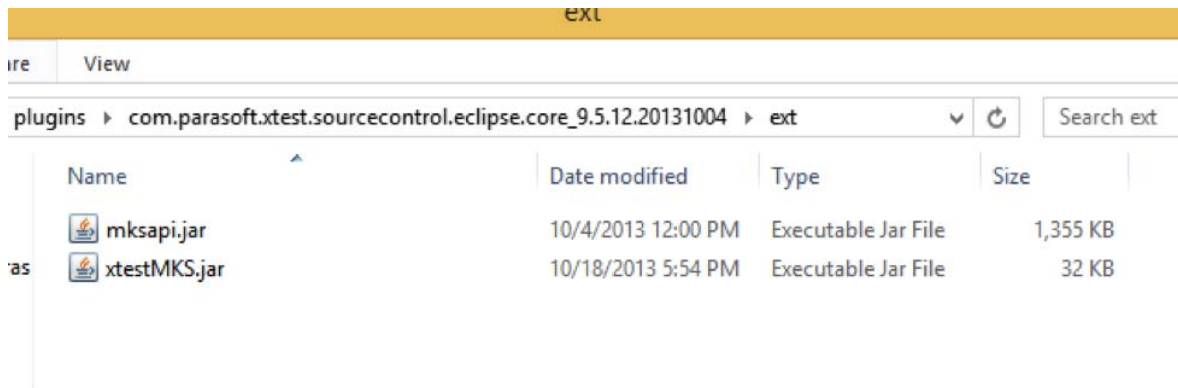 ext
are View
plugins com.parasoft.xtest.sourcecontrol.eclipse.core_9.5.12.20131004 ext Search ext
Name Date modified Type Size
mksapi.jar 10/4/2013 12:00 PM Executable Jar File 1,355 KB
ras xtestMKS.jar 10/18/2013 5:54 PM Executable Jar File 32 KB